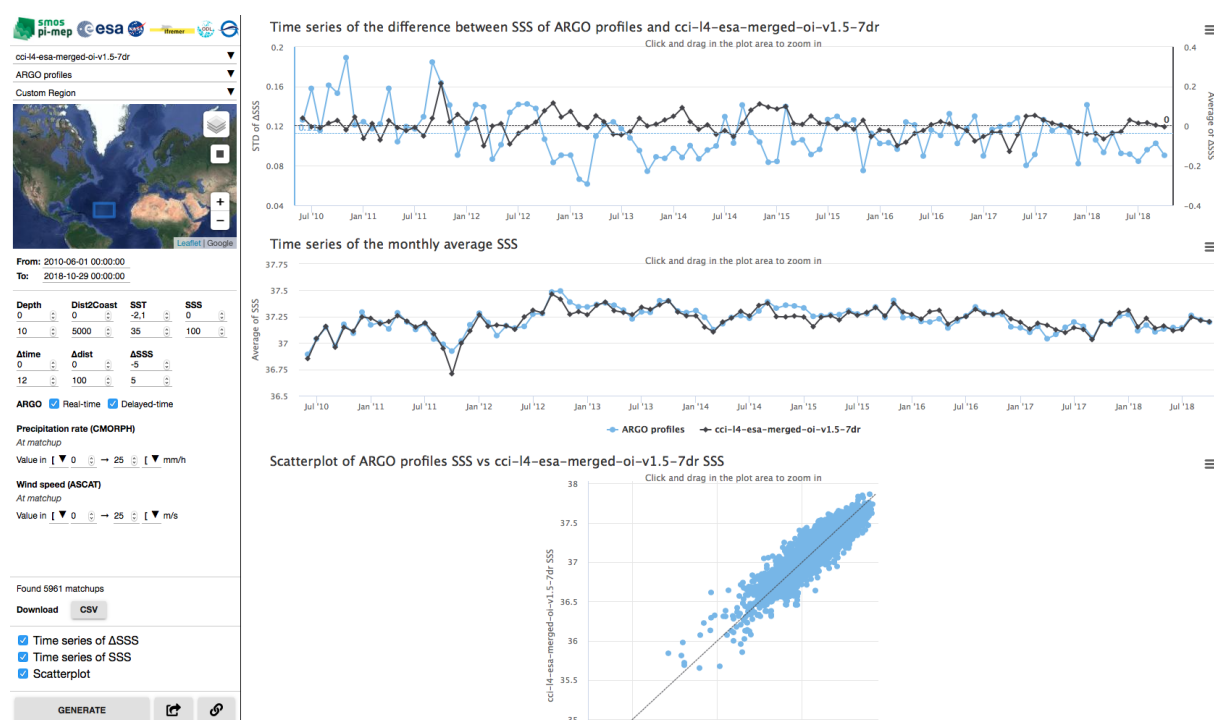 smos
pi-mep
esa
NASA
Ifremer
ODL
cci-l4-esa-merged-oi-v1.5-7dr
ARGO profiles
Custom Region
+
−
Leaflet | Google
From: 2010-06-01 00:00:00
To: 2018-10-29 00:00:00
Depth Dist2Coast SST SSS
0 0 -2,1 0
10 5000 35 100
Δtime Δdist ΔSSS
0 0 -5
12 100 5
ARGO Real-time Delayed-time
Precipitation rate (CMORPH)
At matchup
Value in [ 0 → 25 [ mm/h
Wind speed (ASCAT)
At matchup
Value in [ 0 → 25 [ m/s
Found 5961 matchups
Download CSV
Time series of ΔSSS
Time series of SSS
Scatterplot
GENERATE
Time series of the difference between SSS of ARGO profiles and cci-l4-esa-merged-oi-v1.5-7dr
Click and drag in the plot area to zoom in
STD of ΔSSS
0.2
0.16
0.12
0.08
0.04
0
0.4
0.2
0
−0.2
−0.4
Average of ΔSSS
Jul '10 Jan '11 Jul '11 Jan '12 Jul '12 Jan '13 Jul '13 Jan '14 Jul '14 Jan '15 Jul '15 Jan '16 Jul '16 Jan '17 Jul '17 Jan '18 Jul '18
Time series of the monthly average SSS
Click and drag in the plot area to zoom in
Average of SSS
37.75
37.5
37.25
37
36.75
36.5
Jul '10 Jan '11 Jul '11 Jan '12 Jul '12 Jan '13 Jul '13 Jan '14 Jul '14 Jan '15 Jul '15 Jan '16 Jul '16 Jan '17 Jul '17 Jan '18 Jul '18
ARGO profiles cci-l4-esa-merged-oi-v1.5-7dr
Scatterplot of ARGO profiles SSS vs cci-l4-esa-merged-oi-v1.5-7dr SSS
Click and drag in the plot area to zoom in
cci-l4-esa-merged-oi-v1.5-7dr SSS
38
37.5
37
36.5
36
35.5
35